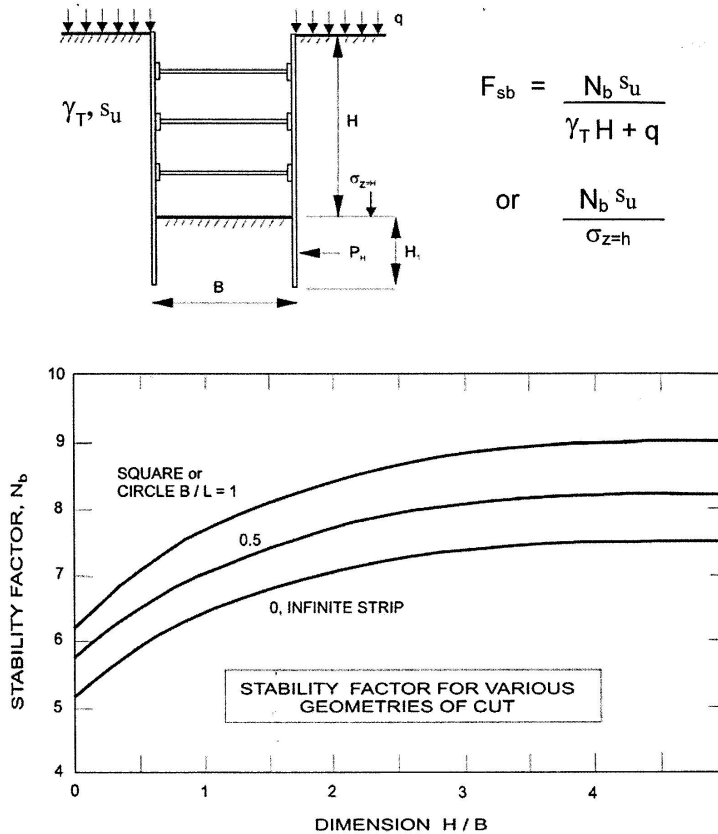 q
γT, su
H
σz=H
PH
H1
B
Fsb = Nb su
γT H + q
or Nb su
σz=h
10
9
8
7
6
5
4
STABILITY FACTOR, Nb
SQUARE or
CIRCLE B / L = 1
0.5
0, INFINITE STRIP
STABILITY FACTOR FOR VARIOUS
GEOMETRIES OF CUT
0 1 2 3 4
DIMENSION H / B